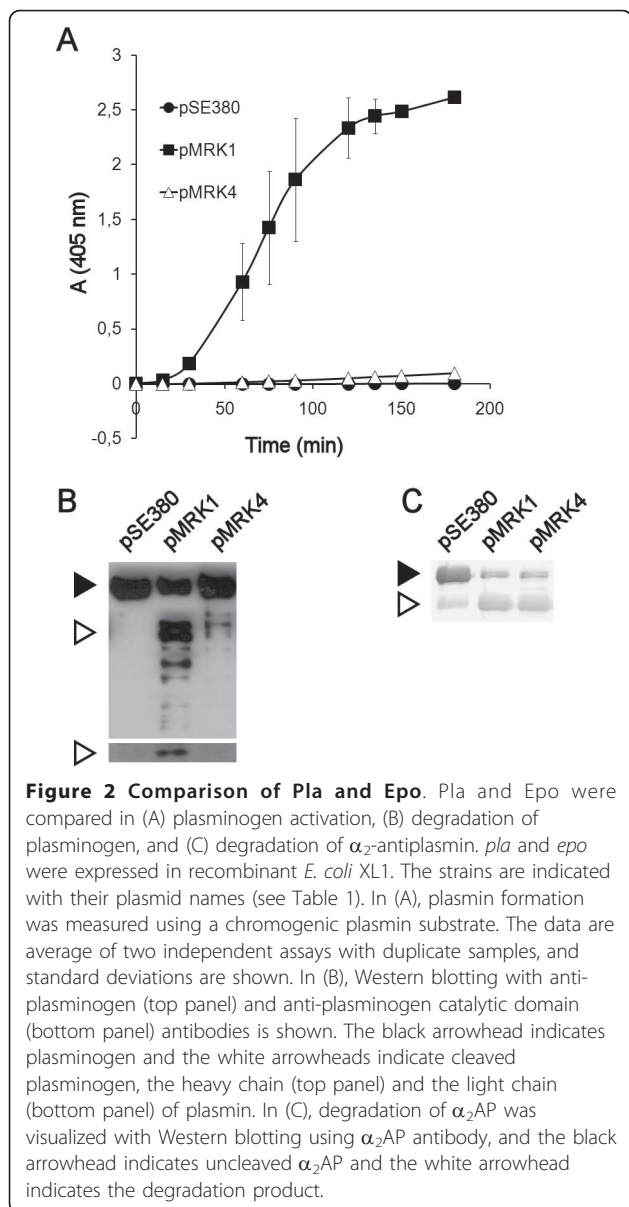 A
3
2,5
2
1,5
1
0,5
0
-0,5
A (405 nm)
pSE380
pMRK1
pMRK4
0 50 100 150 200
Time (min)
B
pSE380
pMRK1
pMRK4
C
pSE380
pMRK1
pMRK4
Figure 2 Comparison of Pla and Epo. Pla and Epo were
compared in (A) plasminogen activation, (B) degradation of
plasminogen, and (C) degradation of α₂-antiplasmin. pla and epo
were expressed in recombinant E. coli XL1. The strains are indicated
with their plasmid names (see Table 1). In (A), plasmin formation
was measured using a chromogenic plasmin substrate. The data are
average of two independent assays with duplicate samples, and
standard deviations are shown. In (B), Western blotting with anti-
plasminogen (top panel) and anti-plasminogen catalytic domain
(bottom panel) antibodies is shown. The black arrowhead indicates
plasminogen and the white arrowheads indicate cleaved
plasminogen, the heavy chain (top panel) and the light chain
(bottom panel) of plasmin. In (C), degradation of α₂AP was
visualized with Western blotting using α₂AP antibody, and the black
arrowhead indicates uncleaved α₂AP and the white arrowhead
indicates the degradation product.